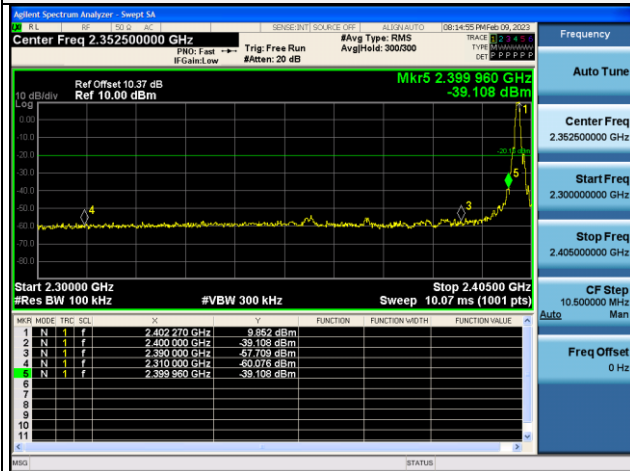 Agilent Spectrum Analyzer - Swept SA
RL RF 50 Ω AC SENSE:INT SOURCE OFF ALIGN AUTO 08:14:55 PM Feb 09, 2023
Center Freq 2.352500000 GHz
PNO: Fast
IFGain:Low
Trig: Free Run
#Atten: 20 dB
#Avg Type: RMS
Avg|Hold: 300/300
TRACE 1 2 3 4 5 6
TYPE MWWWWW
DET P P P P P P
Ref Offset 10.37 dB
10 dB/div Ref 10.00 dBm
Log
Mkr5 2.399 960 GHz
-39.108 dBm
0.00
-10.0
-20.0
-30.0
-40.0
-50.0
-60.0
-70.0
-80.0
1
5
3
4
Start 2.30000 GHz Stop 2.40500 GHz
#Res BW 100 kHz #VBW 300 kHz Sweep 10.07 ms (1001 pts)
MKR MODE TRC SCL X Y FUNCTION FUNCTION WIDTH FUNCTION VALUE
1 N 1 f 2.402 270 GHz 9.852 dBm
2 N 1 f 2.400 000 GHz -39.108 dBm
3 N 1 f 2.390 000 GHz -57.709 dBm
4 N 1 f 2.310 000 GHz -60.076 dBm
5 N 1 f 2.399 960 GHz -39.108 dBm
6
7
8
9
10
11
MSG STATUS
Frequency
Auto Tune
Center Freq
2.352500000 GHz
Start Freq
2.300000000 GHz
Stop Freq
2.405000000 GHz
CF Step
10.500000 MHz
Auto Man
Freq Offset
0 Hz